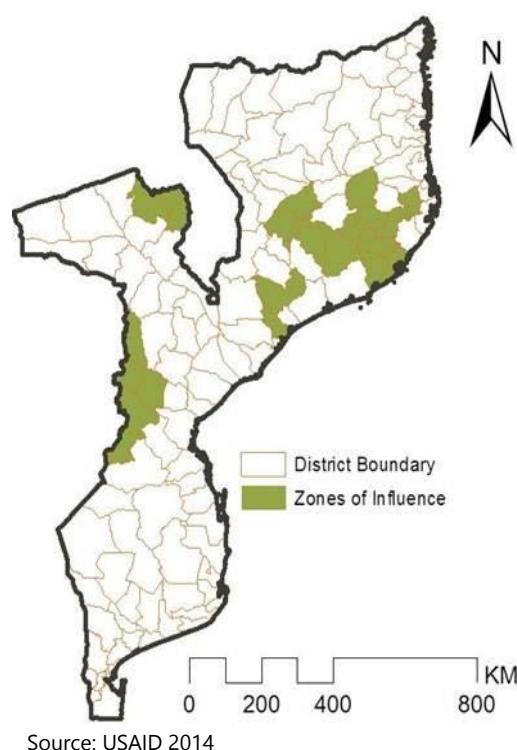 N
District Boundary
Zones of Influence
KM
0 200 400 800
Source: USAID 2014